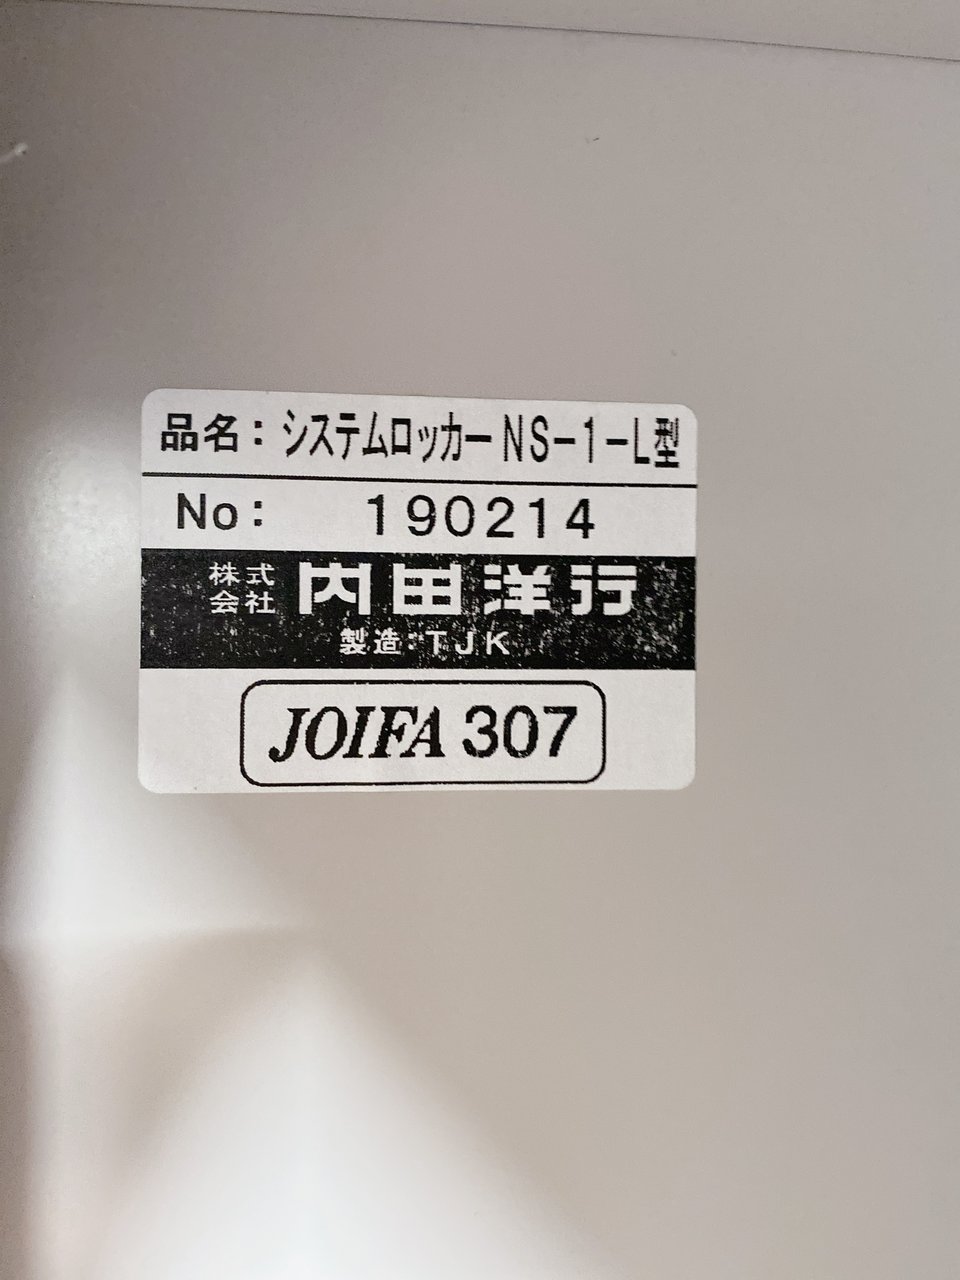 品名：システムロッカーNS－1－L型
No： 190214
株式会社 内田洋行
製造：TJK
JOIFA 307